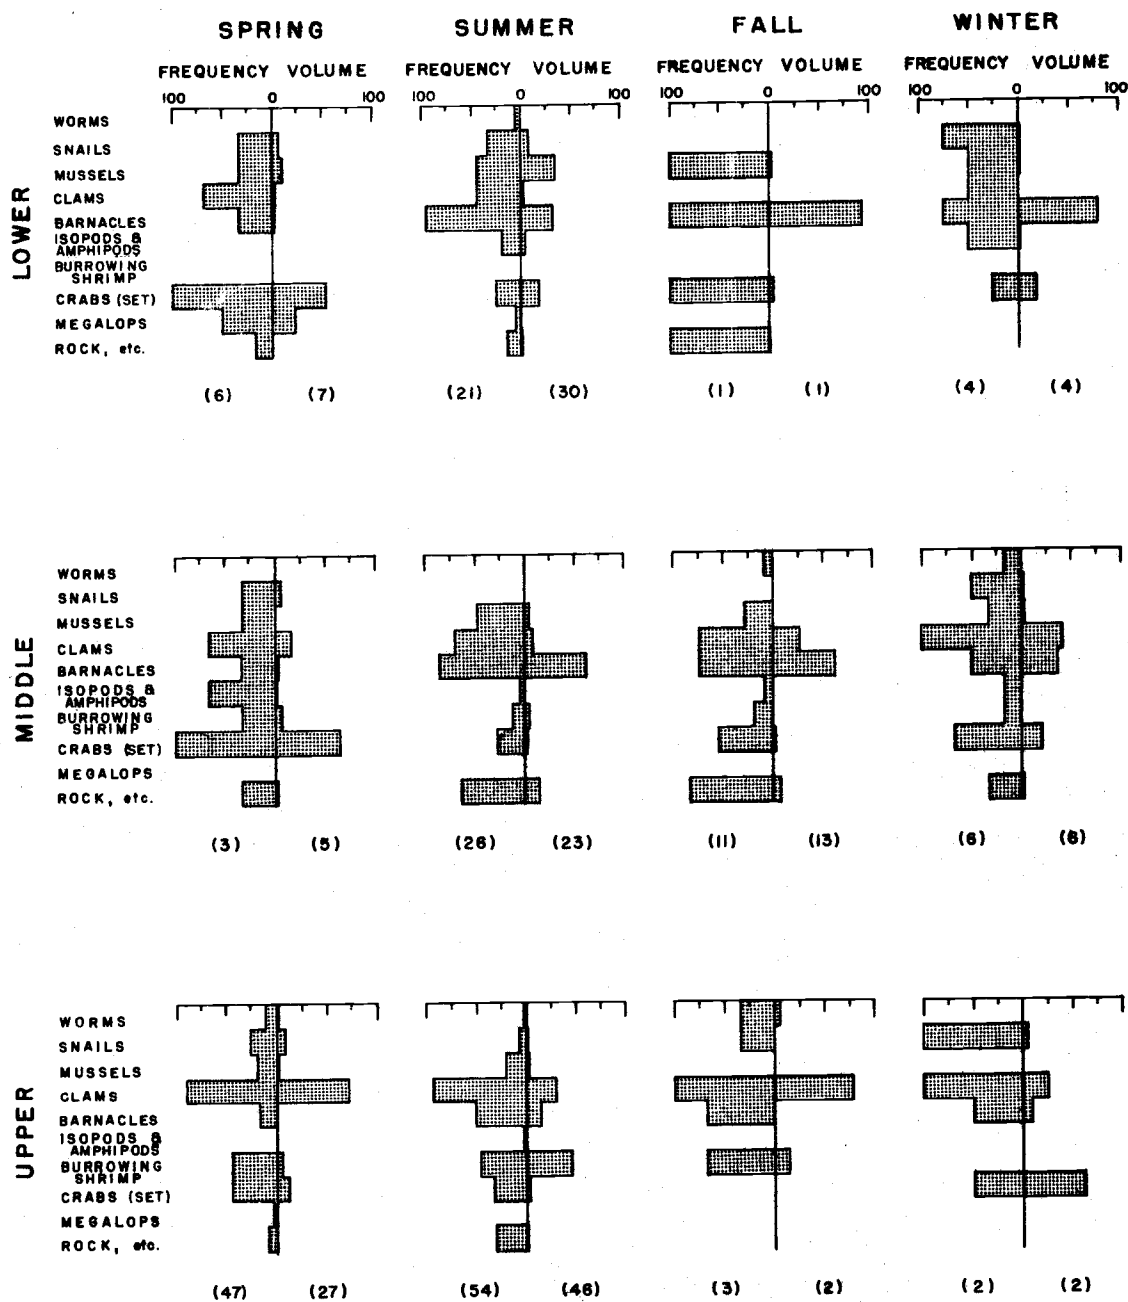 SPRING SUMMER FALL WINTER
FREQUENCY VOLUME FREQUENCY VOLUME FREQUENCY VOLUME FREQUENCY VOLUME
100 0 100 100 0 100 100 0 100 100 0 100
LOWER
WORMS
SNAILS
MUSSELS
CLAMS
BARNACLES
ISOPODS &
AMPHIPODS
BURROWING
SHRIMP
CRABS (SET)
MEGALOPS
ROCK, etc.
(6) (7) (21) (30) (1) (1) (4) (4)
MIDDLE
WORMS
SNAILS
MUSSELS
CLAMS
BARNACLES
ISOPODS &
AMPHIPODS
BURROWING
SHRIMP
CRABS (SET)
MEGALOPS
ROCK, etc.
(3) (5) (26) (23) (11) (13) (6) (8)
UPPER
WORMS
SNAILS
MUSSELS
CLAMS
BARNACLES
ISOPODS &
AMPHIPODS
BURROWING
SHRIMP
CRABS (SET)
MEGALOPS
ROCK, etc.
(47) (27) (54) (46) (3) (2) (2) (2)